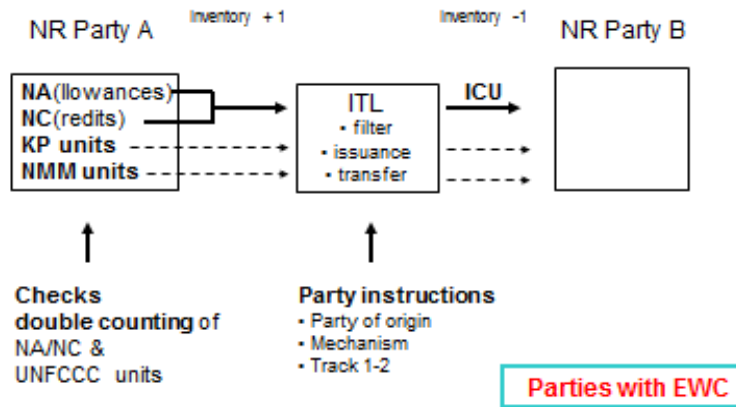 Inventory + 1
Inventory -1
NR Party A
NR Party B
NA(llowances)
NC(redits)
KP units
NMM units
ITL
▪ filter
▪ issuance
▪ transfer
ICU
Checks
double counting of
NA/NC &
UNFCCC units
Party instructions
▪ Party of origin
▪ Mechanism
▪ Track 1-2
Parties with EWC